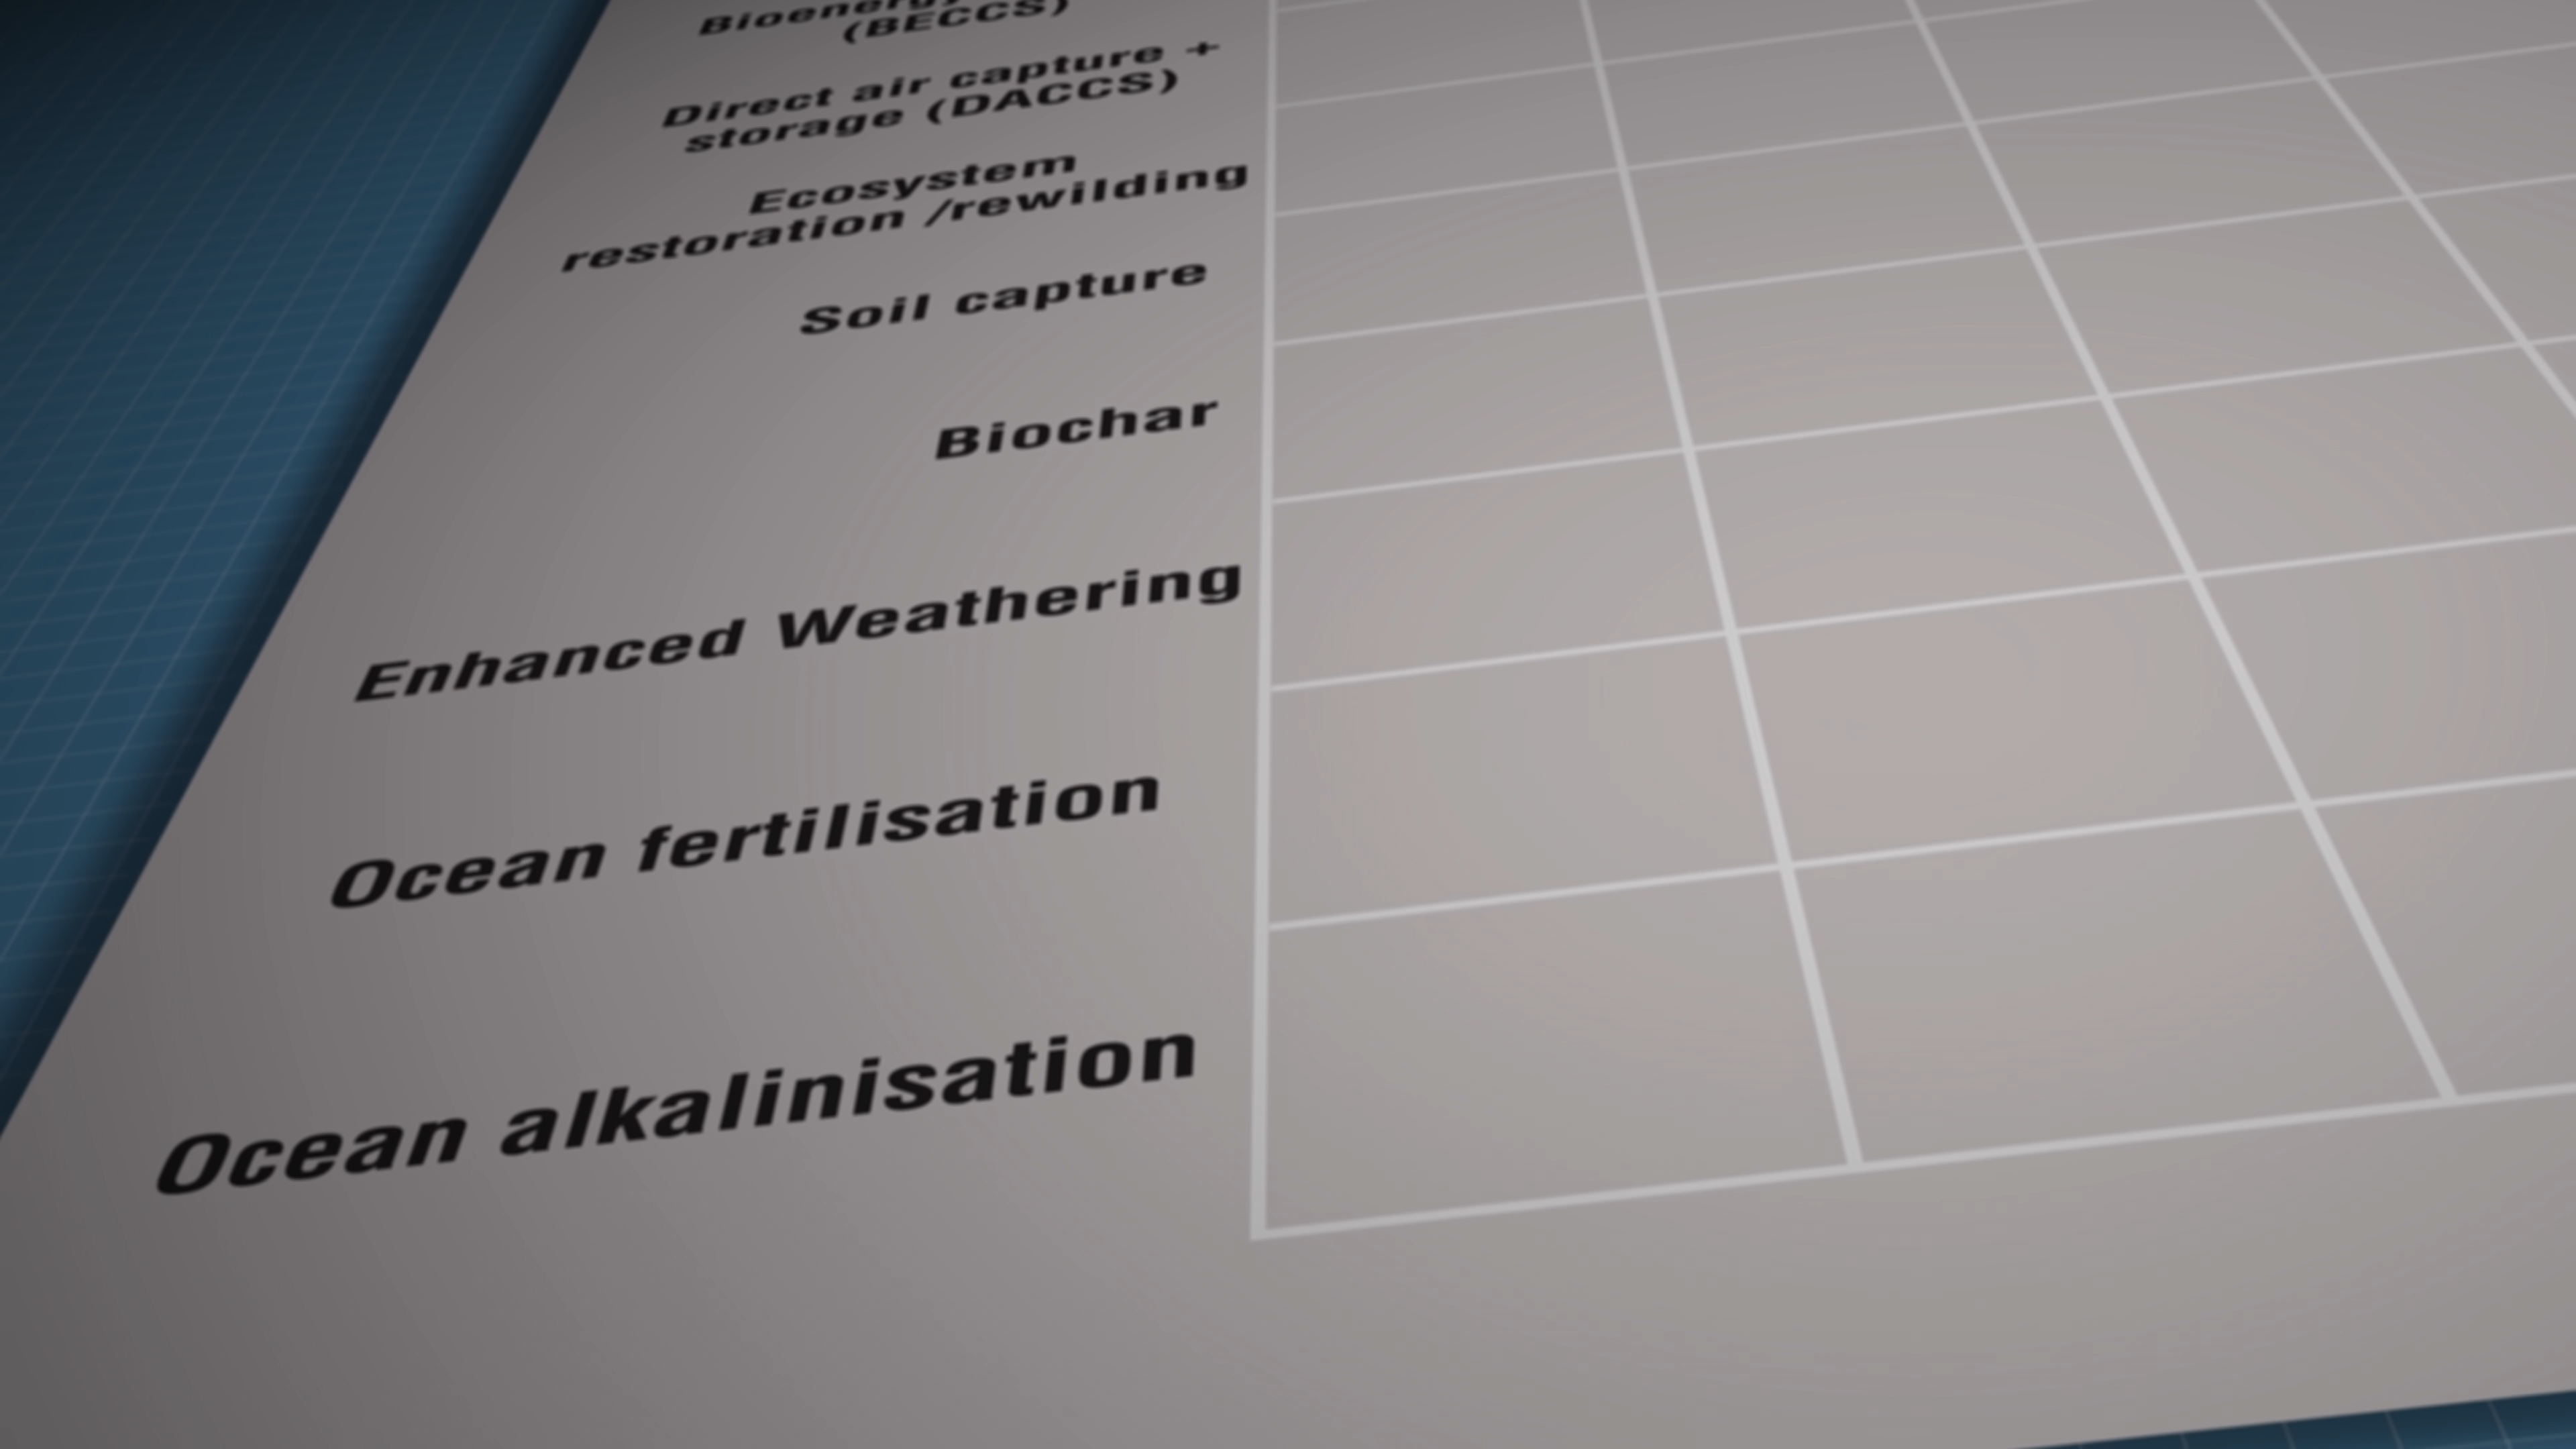 (BECCS)
Direct air capture +
storage (DACCS)
Ecosystem
restoration /rewilding
Soil capture
Biochar
Enhanced Weathering
Ocean fertilisation
Ocean alkalinisation